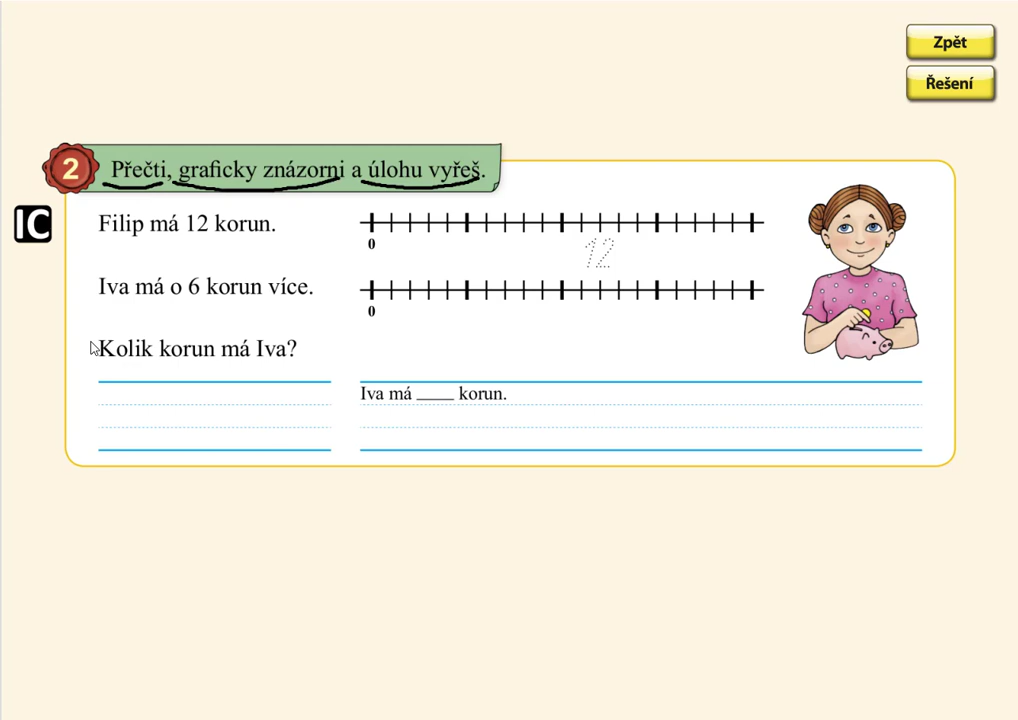 Zpět
Řešení
2 Přečti, graficky znázorni a úlohu vyřeš.
IC
Filip má 12 korun.
0
12
Iva má o 6 korun více.
0
Kolik korun má Iva?
Iva má ____ korun.